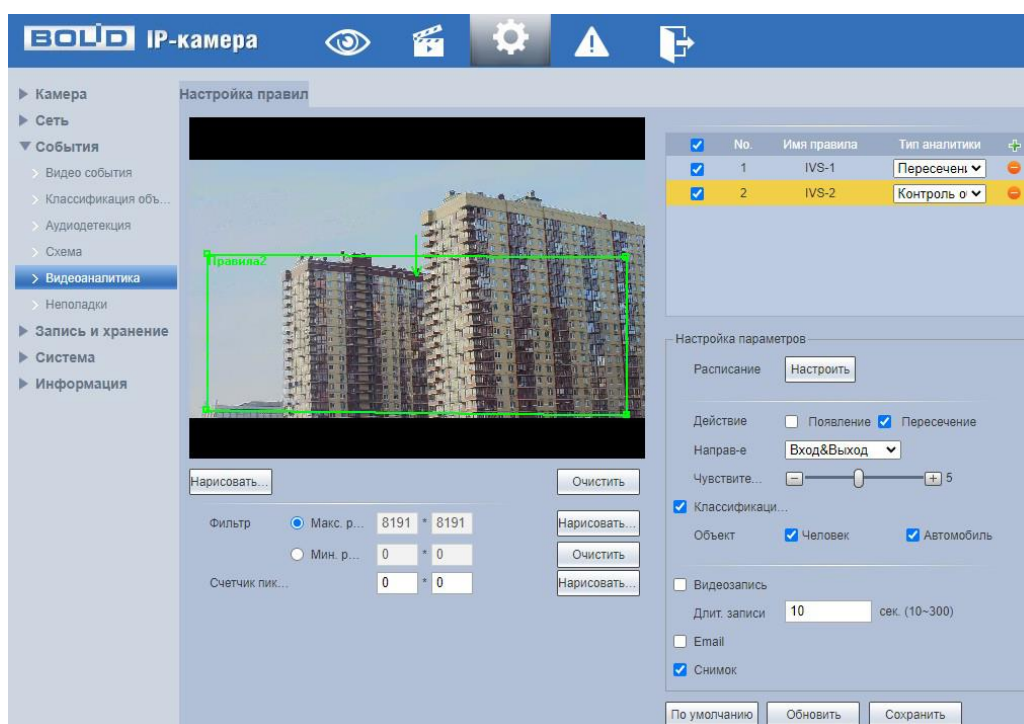 BOLID IP-камера
Камера
Сеть
События
Видео события
Классификация объ...
Аудиодетекция
Схема
Видеоаналитика
Неполадки
Запись и хранение
Система
Информация
Настройка правил
Правила2
Нарисовать...
Очистить
Фильтр Макс. р... 8191 * 8191 Нарисовать...
Мин. р... 0 * 0 Очистить
Счетчик пик... 0 * 0 Нарисовать...
No. Имя правила Тип аналитики
1 IVS-1 Пересечени
2 IVS-2 Контроль о
Настройка параметров
Расписание Настроить
Действие Появление Пересечение
Направ-е Вход&Выход
Чувствите... 5
Классификаци...
Объект Человек Автомобиль
Видеозапись
Длит. записи 10 сек. (10~300)
Email
Снимок
По умолчанию Обновить Сохранить